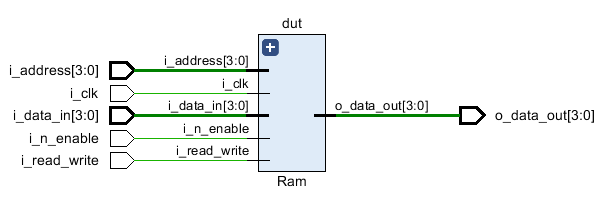 dut
i_address[3:0] i_address[3:0]
i_clk i_clk
i_data_in[3:0] i_data_in[3:0] o_data_out[3:0] o_data_out[3:0]
i_n_enable i_n_enable
i_read_write i_read_write
Ram